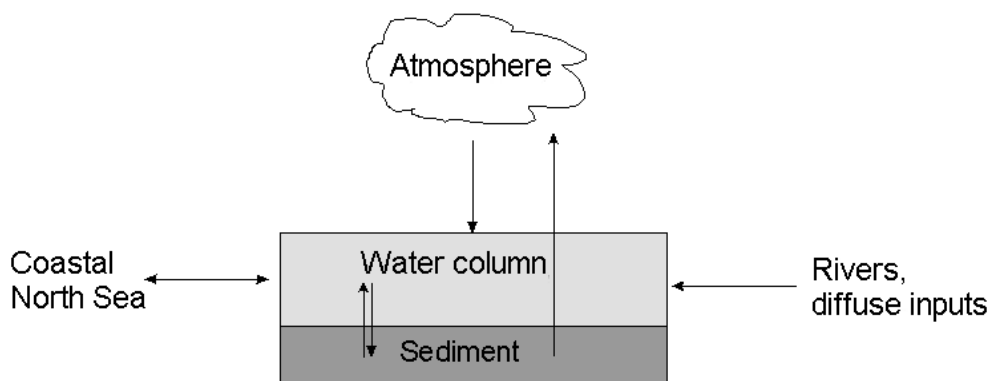 Atmosphere
Coastal
North Sea
Water column
Rivers,
diffuse inputs
Sediment